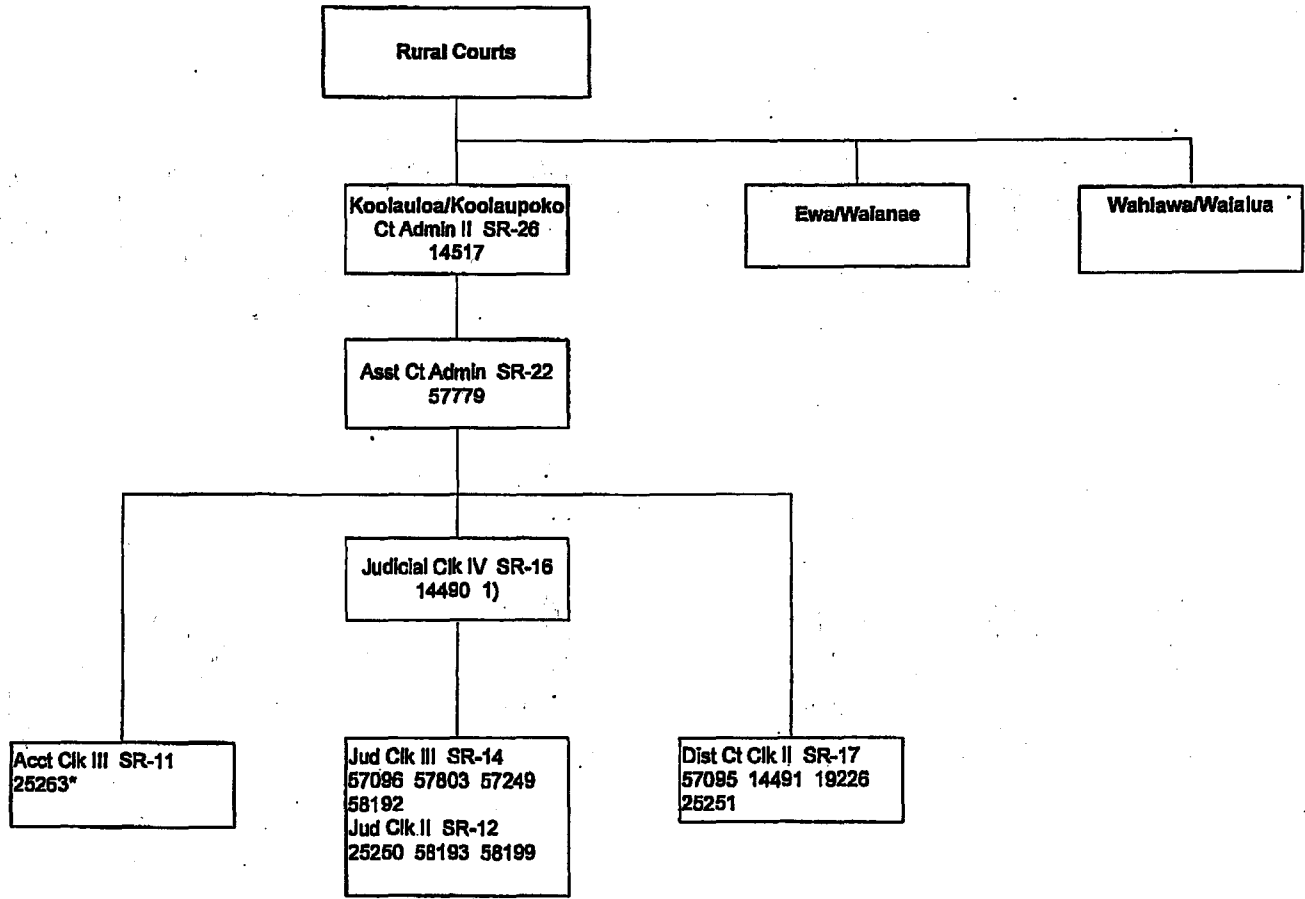 Rural Courts
Koolauloa/Koolaupoko
Ct Admin II SR-26
14517
Ewa/Waianae
Wahiawa/Waialua
Asst Ct Admin SR-22
57779
Judicial Clk IV SR-16
14490 1)
Acct Clk III SR-11
25263*
Jud Clk III SR-14
57096 57803 57249
58192
Jud Clk II SR-12
25250 58193 58199
Dist Ct Clk II SR-17
57095 14491 19226
25251